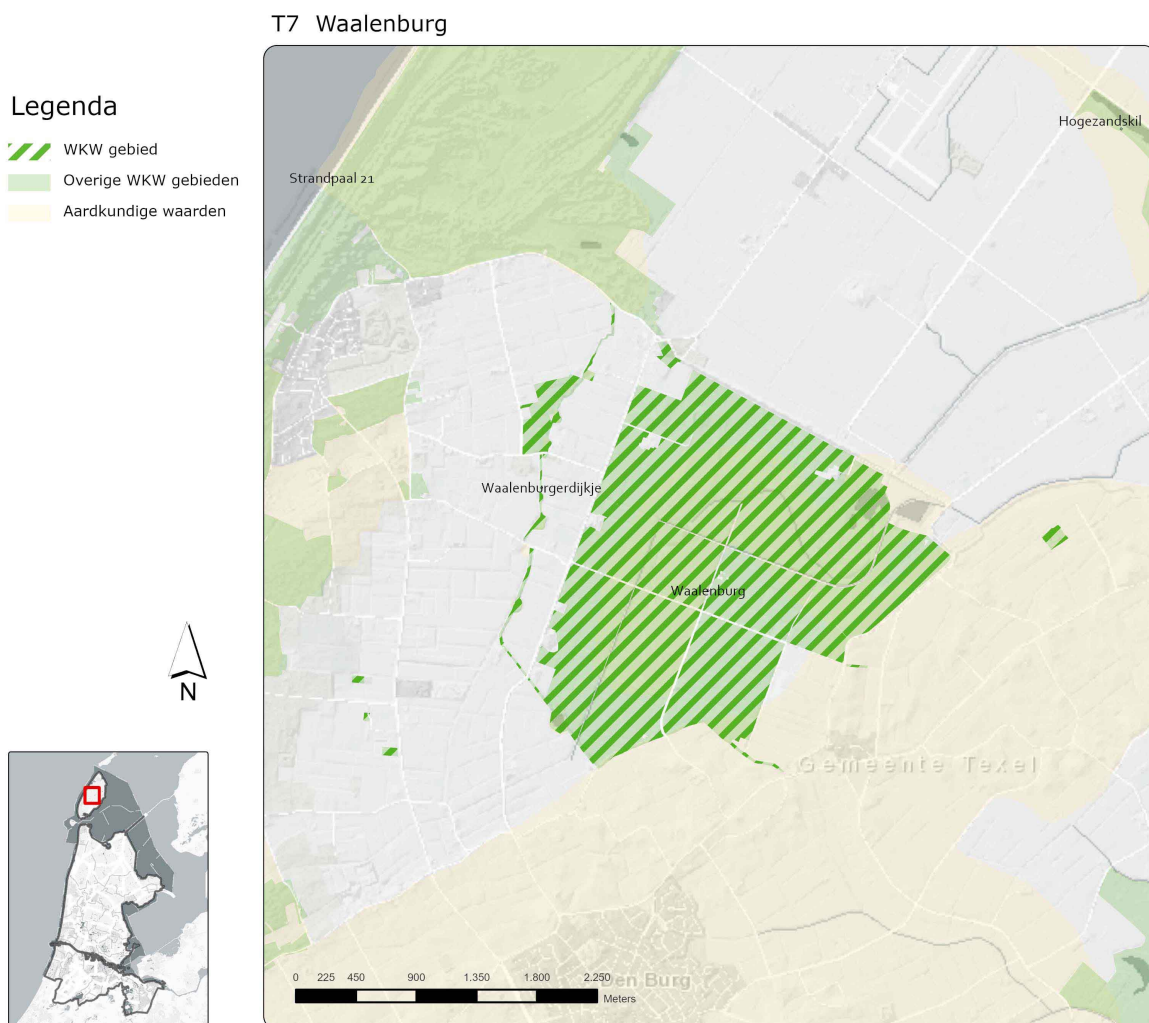 T7 Waalenburg
Legenda
WKW gebied
Overige WKW gebieden
Aardkundige waarden
Hogezandskil
Strandpaal 21
Waalenburgerdijkje
Waalenburg
N
Gemeente Texel
Den Burg
0 225 450 900 1.350 1.800 2.250
Meters